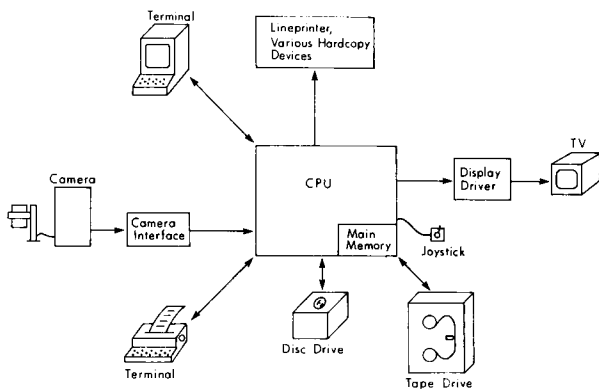 Terminal
Lineprinter,
Various Hardcopy
Devices
TV
CPU
Display
Driver
Camera
Camera
Interface
Main
Memory
Joystick
Terminal
Disc Drive
Tape Drive